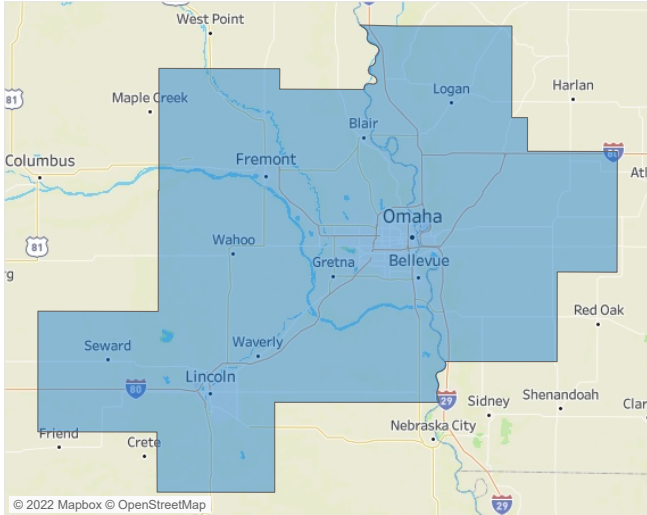 West Point
81
Maple Creek
Logan
Harlan
Blair
Columbus
Fremont
80
Atl
Omaha
81
Wahoo
Gretna
Bellevue
rg
Red Oak
Seward
Waverly
Lincoln
80
29
Sidney
Shenandoah
Clar
Nebraska City
Friend
Crete
29
© 2022 Mapbox © OpenStreetMap